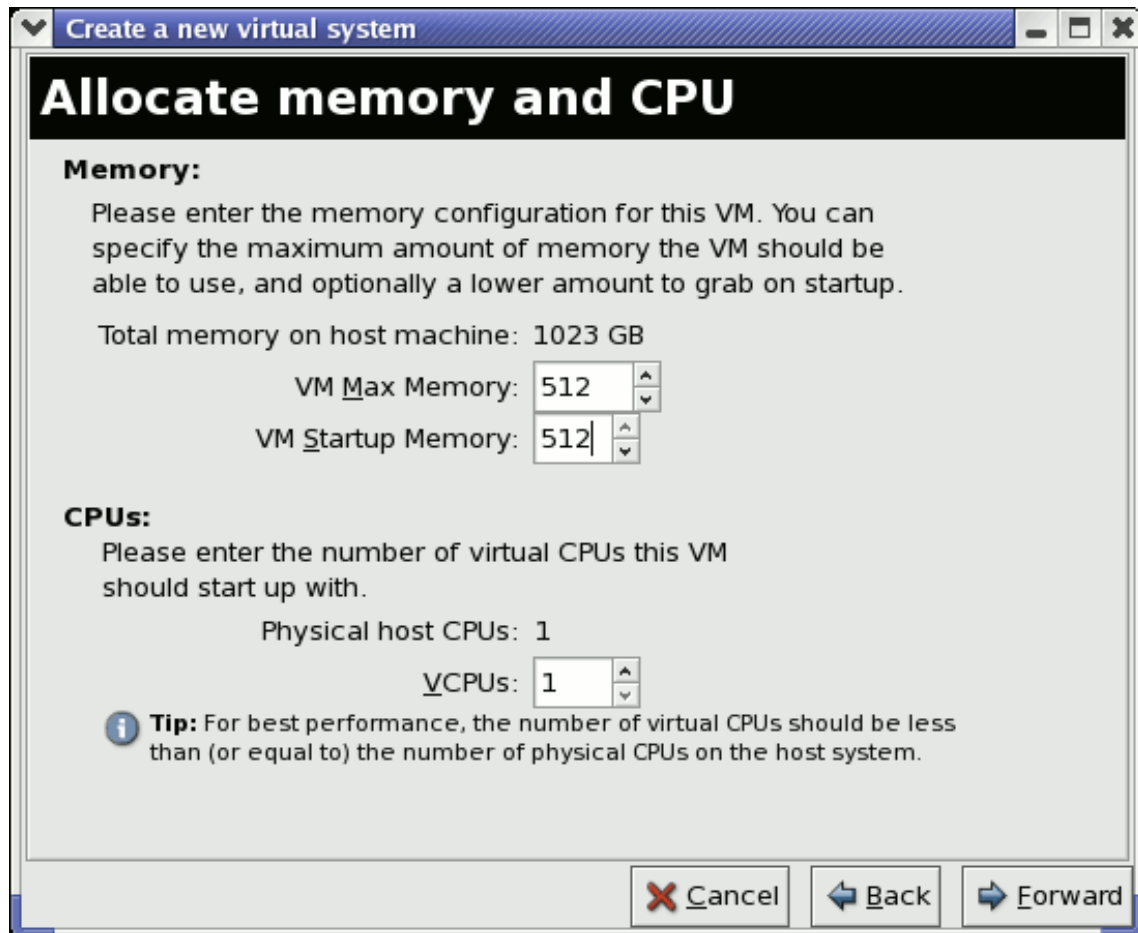 Create a new virtual system
Allocate memory and CPU
Memory:
Please enter the memory configuration for this VM. You can
specify the maximum amount of memory the VM should be
able to use, and optionally a lower amount to grab on startup.
Total memory on host machine: 1023 GB
VM Max Memory: 512
VM Startup Memory: 512
CPUs:
Please enter the number of virtual CPUs this VM
should start up with.
Physical host CPUs: 1
VCPUs: 1
Tip: For best performance, the number of virtual CPUs should be less
than (or equal to) the number of physical CPUs on the host system.
Cancel Back Forward